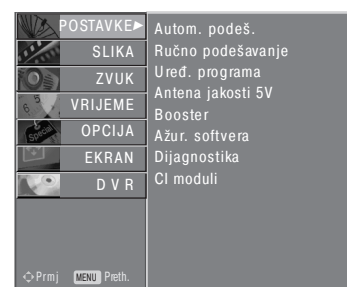 POSTAVKE
SLIKA
ZVUK
VRIJEME
OPCIJA
EKRAN
D V R
Autom. podeš.
Ručno podešavanje
Uređ. programa
Antena jakosti 5V
Booster
Ažur. softvera
Dijagnostika
CI moduli
Prmj MENU Preth.